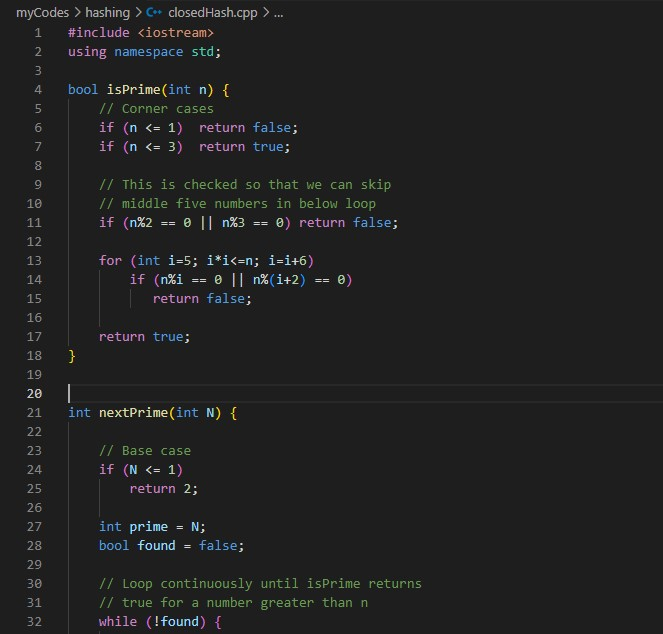 myCodes > hashing > C++ closedHash.cpp > ...
1 #include <iostream>
2 using namespace std;
3
4 bool isPrime(int n) {
5 // Corner cases
6 if (n <= 1)  return false;
7 if (n <= 3)  return true;
8
9 // This is checked so that we can skip
10 // middle five numbers in below loop
11 if (n%2 == 0 || n%3 == 0) return false;
12
13 for (int i=5; i*i<=n; i=i+6)
14 if (n%i == 0 || n%(i+2) == 0)
15 return false;
16
17 return true;
18 }
19
20
21 int nextPrime(int N) {
22
23 // Base case
24 if (N <= 1)
25 return 2;
26
27 int prime = N;
28 bool found = false;
29
30 // Loop continuously until isPrime returns
31 // true for a number greater than n
32 while (!found) {